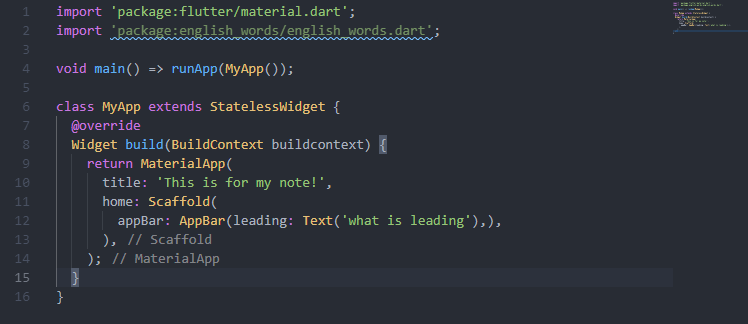 1 import 'package:flutter/material.dart';
2 import 'package:english_words/english_words.dart';
3
4 void main() => runApp(MyApp());
5
6 class MyApp extends StatelessWidget {
7   @override
8   Widget build(BuildContext buildcontext) {
9     return MaterialApp(
10       title: 'This is for my note!',
11       home: Scaffold(
12         appBar: AppBar(leading: Text('what is leading'),),
13       ), // Scaffold
14     ); // MaterialApp
15   }
16 }